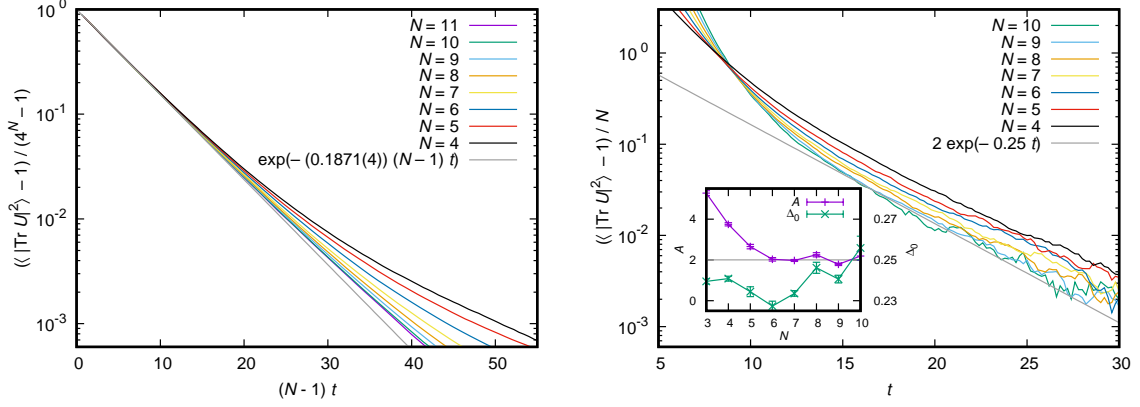 10^0
10^-1
10^-2
10^-3
0 10 20 30 40 50
(N - 1) t
(⟨ |Tr U|^2⟩ − 1) / (4^N − 1)
N = 11
N = 10
N = 9
N = 8
N = 7
N = 6
N = 5
N = 4
exp(− (0.1871(4)) (N − 1) t)
10^0
10^-1
10^-2
10^-3
5 10 15 20 25 30
t
(⟨ |Tr U|^2⟩ − 1) / N
N = 10
N = 9
N = 8
N = 7
N = 6
N = 5
N = 4
2 exp(− 0.25 t)
A
Δ_0
4
2
0
A
0.27
0.25
0.23
Δ_0
3 4 5 6 7 8 9 10
N